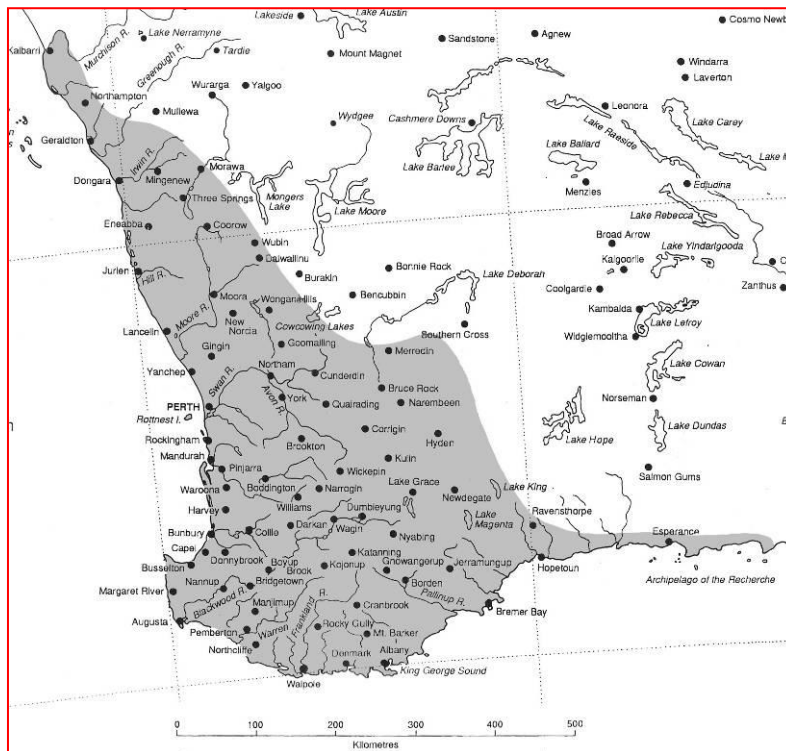 Lakeside
Lake Austin
Cosmo Newb
Kalbarri
Murchison R.
Lake Nerramyne
Tardie
Greenough R.
Mount Magnet
Sandstone
Agnew
Windarra
Laverton
Northampton
Mullewa
Wurarga
Yalgoo
Wydgee
Cashmere Downs
Leonora
Lake Carey
Lake Raeside
Geraldton
Irwin R.
Morawa
Lake Barlee
Lake Ballard
Dongara
Mingenew
Three Springs
Mongers
Lake
Lake Moore
Menzies
Edjudina
Lake Rebecca
Eneabba
Coorow
Wubin
Dalwallinu
Broad Arrow
Lake Yindarlgooda
Kalgoorlie
Jurien
Hill R.
Burakin
Bonnie Rock
Lake Deborah
Coolgardie
Zanthus
Moora
Wongan Hills
Bencubbin
Kambalda
Lake Lefroy
Moore R.
New
Norcia
Cowcowing Lakes
Southern Cross
Widgiemooltha
Lancelin
Gingin
Goomalling
Merredin
Lake Cowan
Yanchep
Swan R.
Northam
Cunderdin
Bruce Rock
Norseman
PERTH
Avon R.
York
Quairading
Narembeen
Rottnest I.
Corrigin
Hyden
Lake Hope
Lake Dundas
Rockingham
Brookton
Mandurah
Pinjarra
Wickepin
Kulin
Salmon Gums
Waroona
Boddington
Narrogin
Lake Grace
Newdegate
Lake King
Harvey
Williams
Dumbleyung
Lake
Magenta
Ravensthorpe
Bunbury
Collie
Darkan
Wagin
Nyabing
Esperance
Capel
Donnybrook
Boyup
Brook
Katanning
Kojonup
Gnowangerup
Jerramungup
Hopetoun
Busselton
Nannup
Bridgetown
Borden
Archipelago of the Recherche
Margaret River
Blackwood R.
Manjimup
Frankland
R.
Cranbrook
Pallinup R.
Bremer Bay
Augusta
Pemberton
Warren
Rocky Gully
Mt. Barker
Northcliffe
Denmark
Albany
King George Sound
Walpole
0
100
200
300
400
500
Kilometres